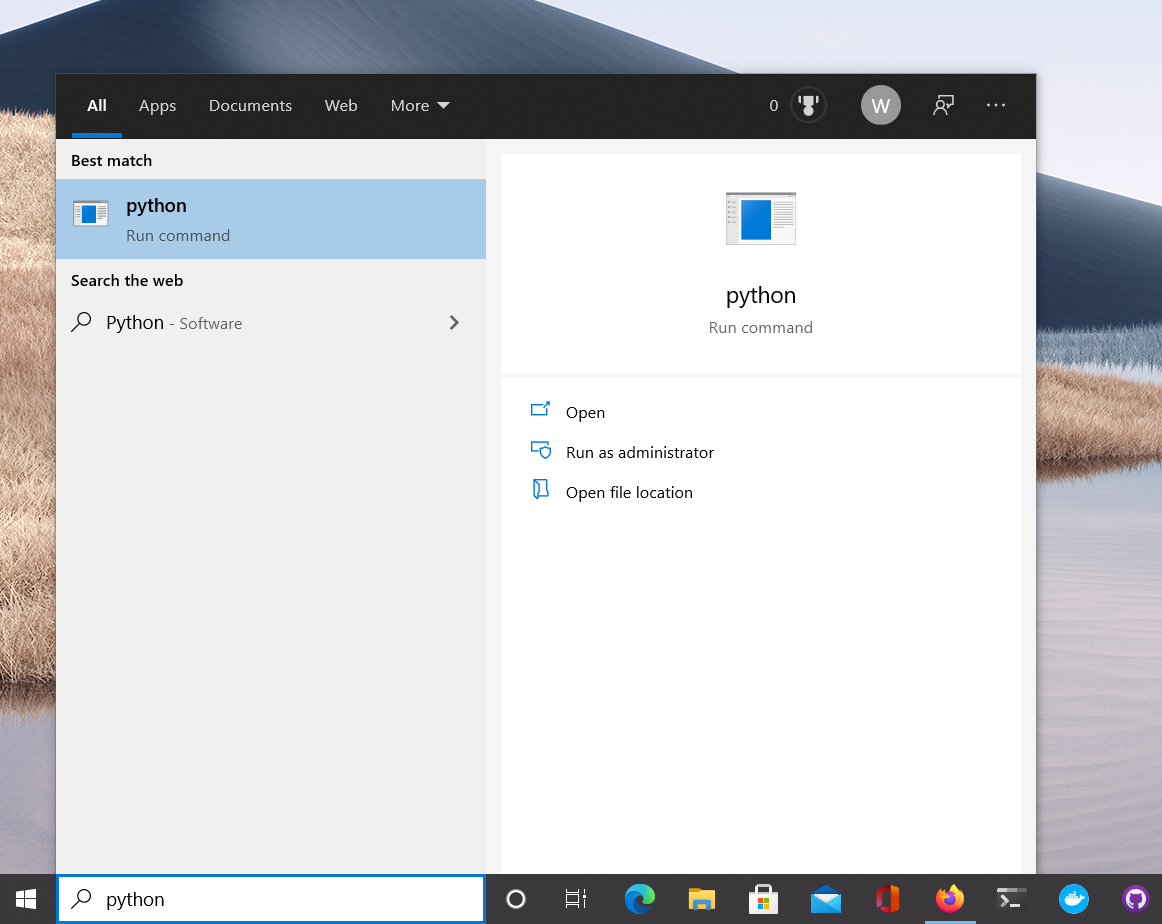 All
Apps
Documents
Web
More
0
W
Best match
python
Run command
Search the web
Python - Software
python
Run command
Open
Run as administrator
Open file location
python